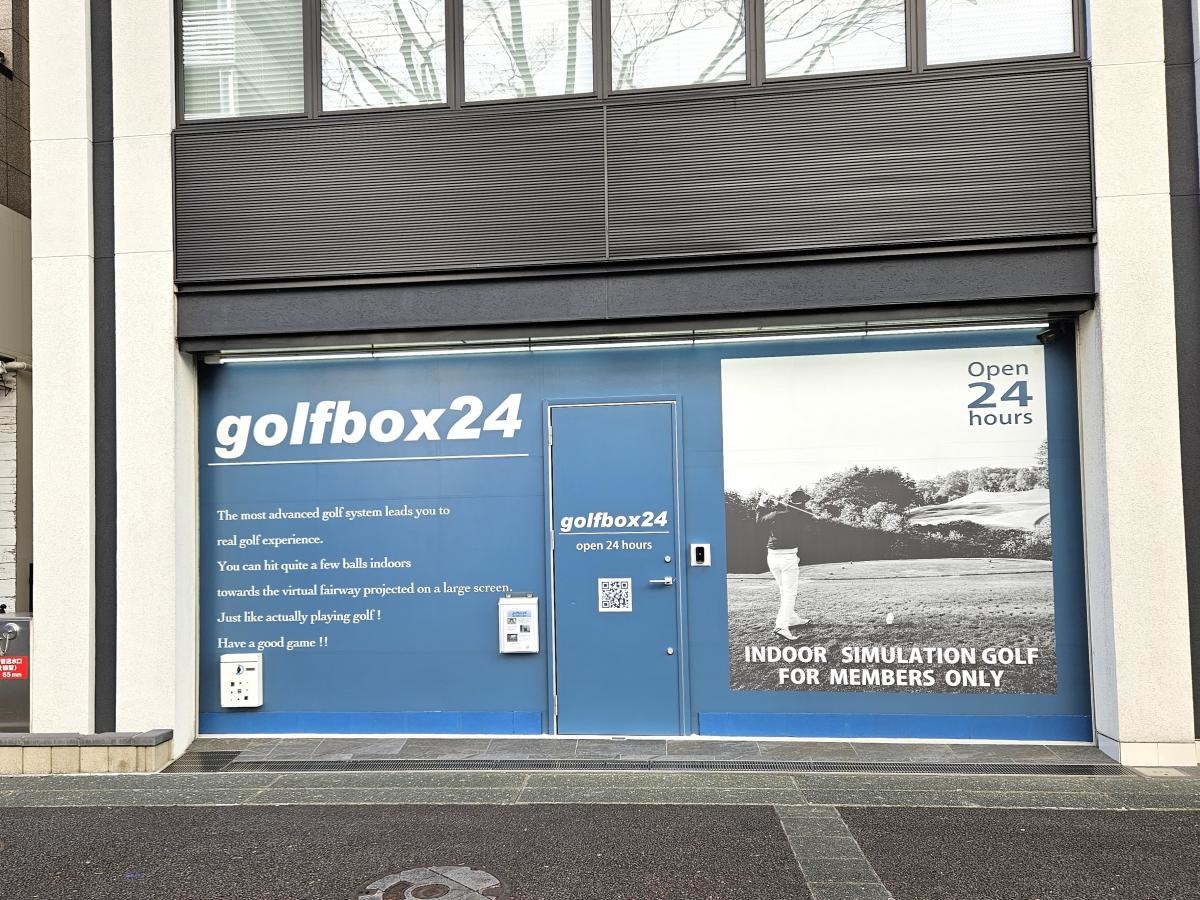 golfbox24
The most advanced golf system leads you to
real golf experience.
You can hit quite a few balls indoors
towards the virtual fairway projected on a large screen.
Just like actually playing golf !
Have a good game !!
golfbox24
open 24 hours
Open
24
hours
INDOOR SIMULATION GOLF
FOR MEMBERS ONLY
65mm